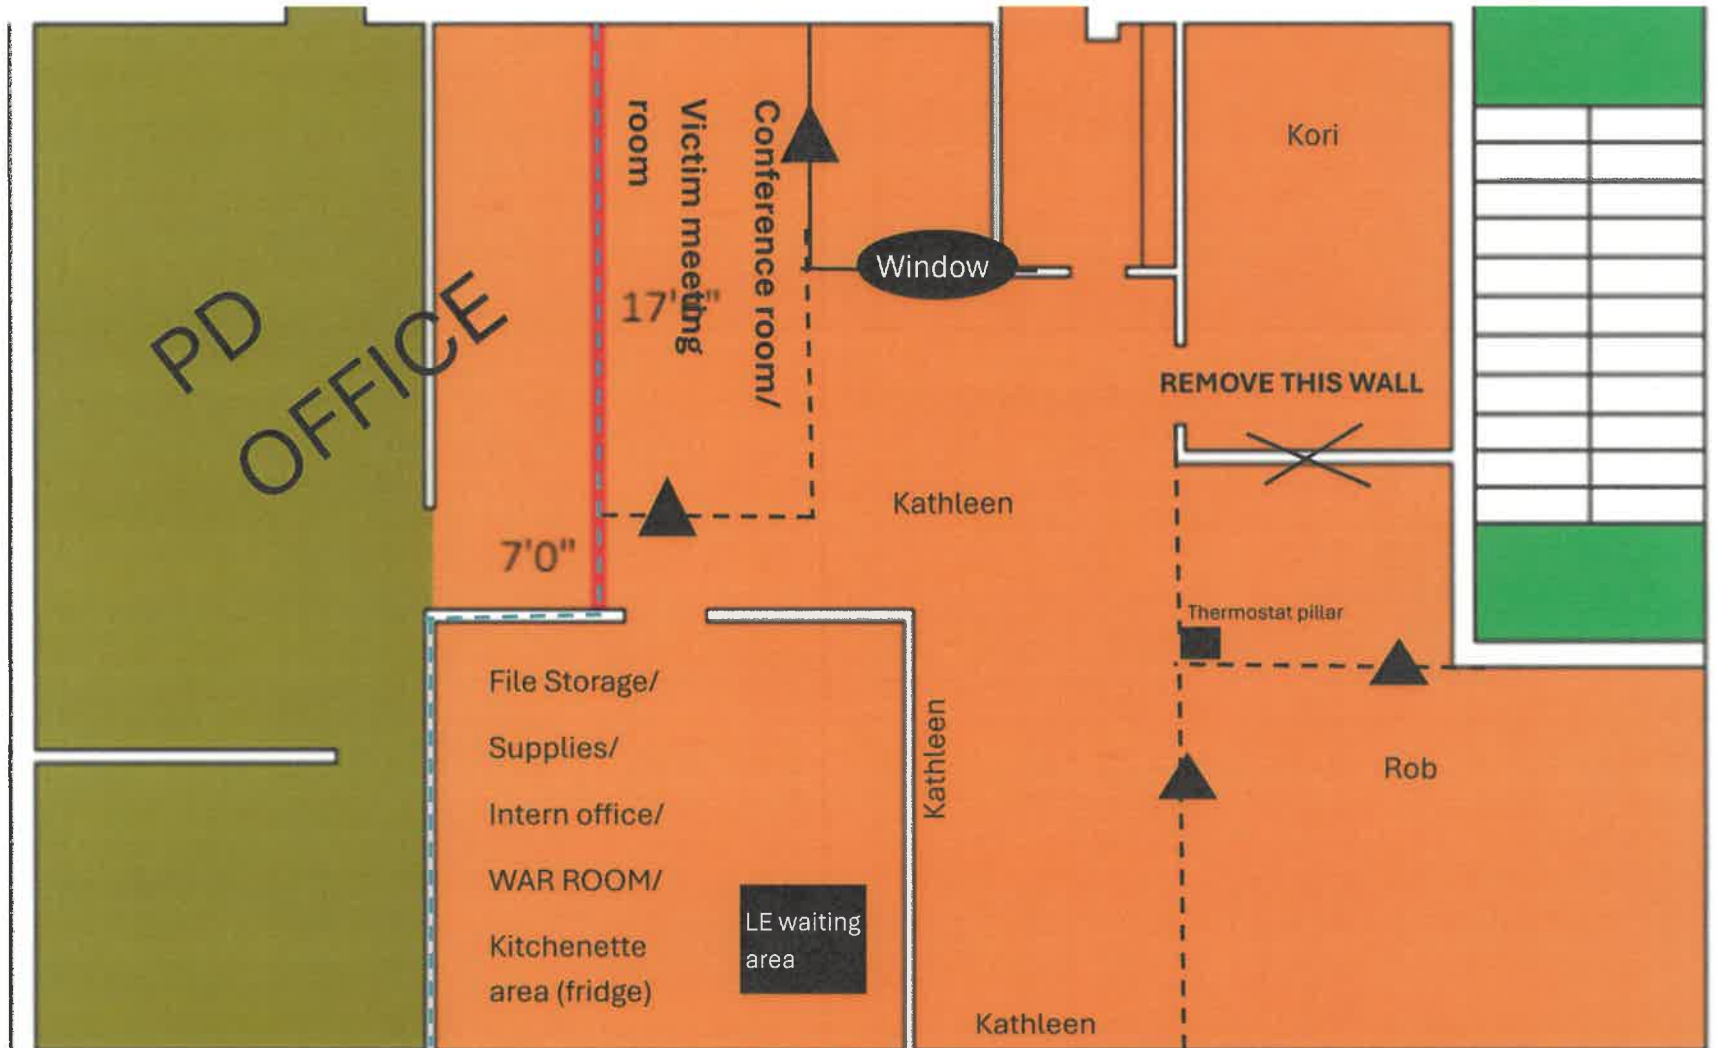 PD
OFFICE
Conference room/
Victim meeting
room
7'0"
Window
Kori
REMOVE THIS WALL
Kathleen
Thermostat pillar
Rob
File Storage/
Supplies/
Intern office/
WAR ROOM/
Kitchenette
area (fridge)
LE waiting
area
Kathleen
Kathleen